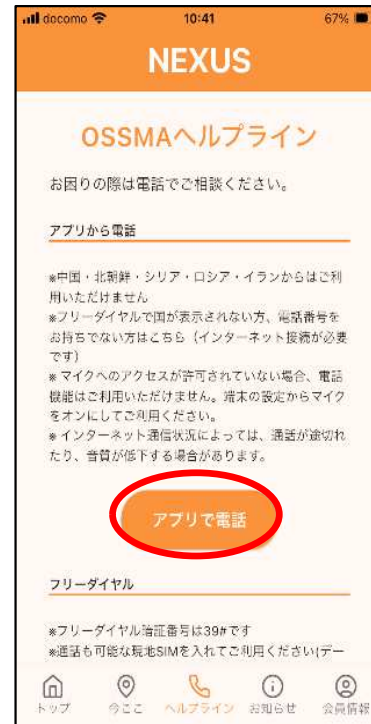 docomo 10:41 67%
NEXUS
OSSMAヘルプライン
お困りの際は電話でご相談ください。
アプリから電話
※中国・北朝鮮・シリア・ロシア・イランからはご利
用いただけません
※フリーダイヤルで国が表示されない方、電話番号を
お持ちでない方はこちら（インターネット接続が必要
です）
※マイクへのアクセスが許可されていない場合、電話
機能はご利用いただけません。端末の設定からマイク
をオンにしてご利用ください。
※インターネット通信状況によっては、通話が途切れ
たり、音質が低下する場合があります。
アプリで電話
フリーダイヤル
※フリーダイヤル暗証番号は39#です
※通話も可能な現地SIMを入れてご利用ください(デー
トップ 今ここ ヘルプライン お知らせ 会員情報